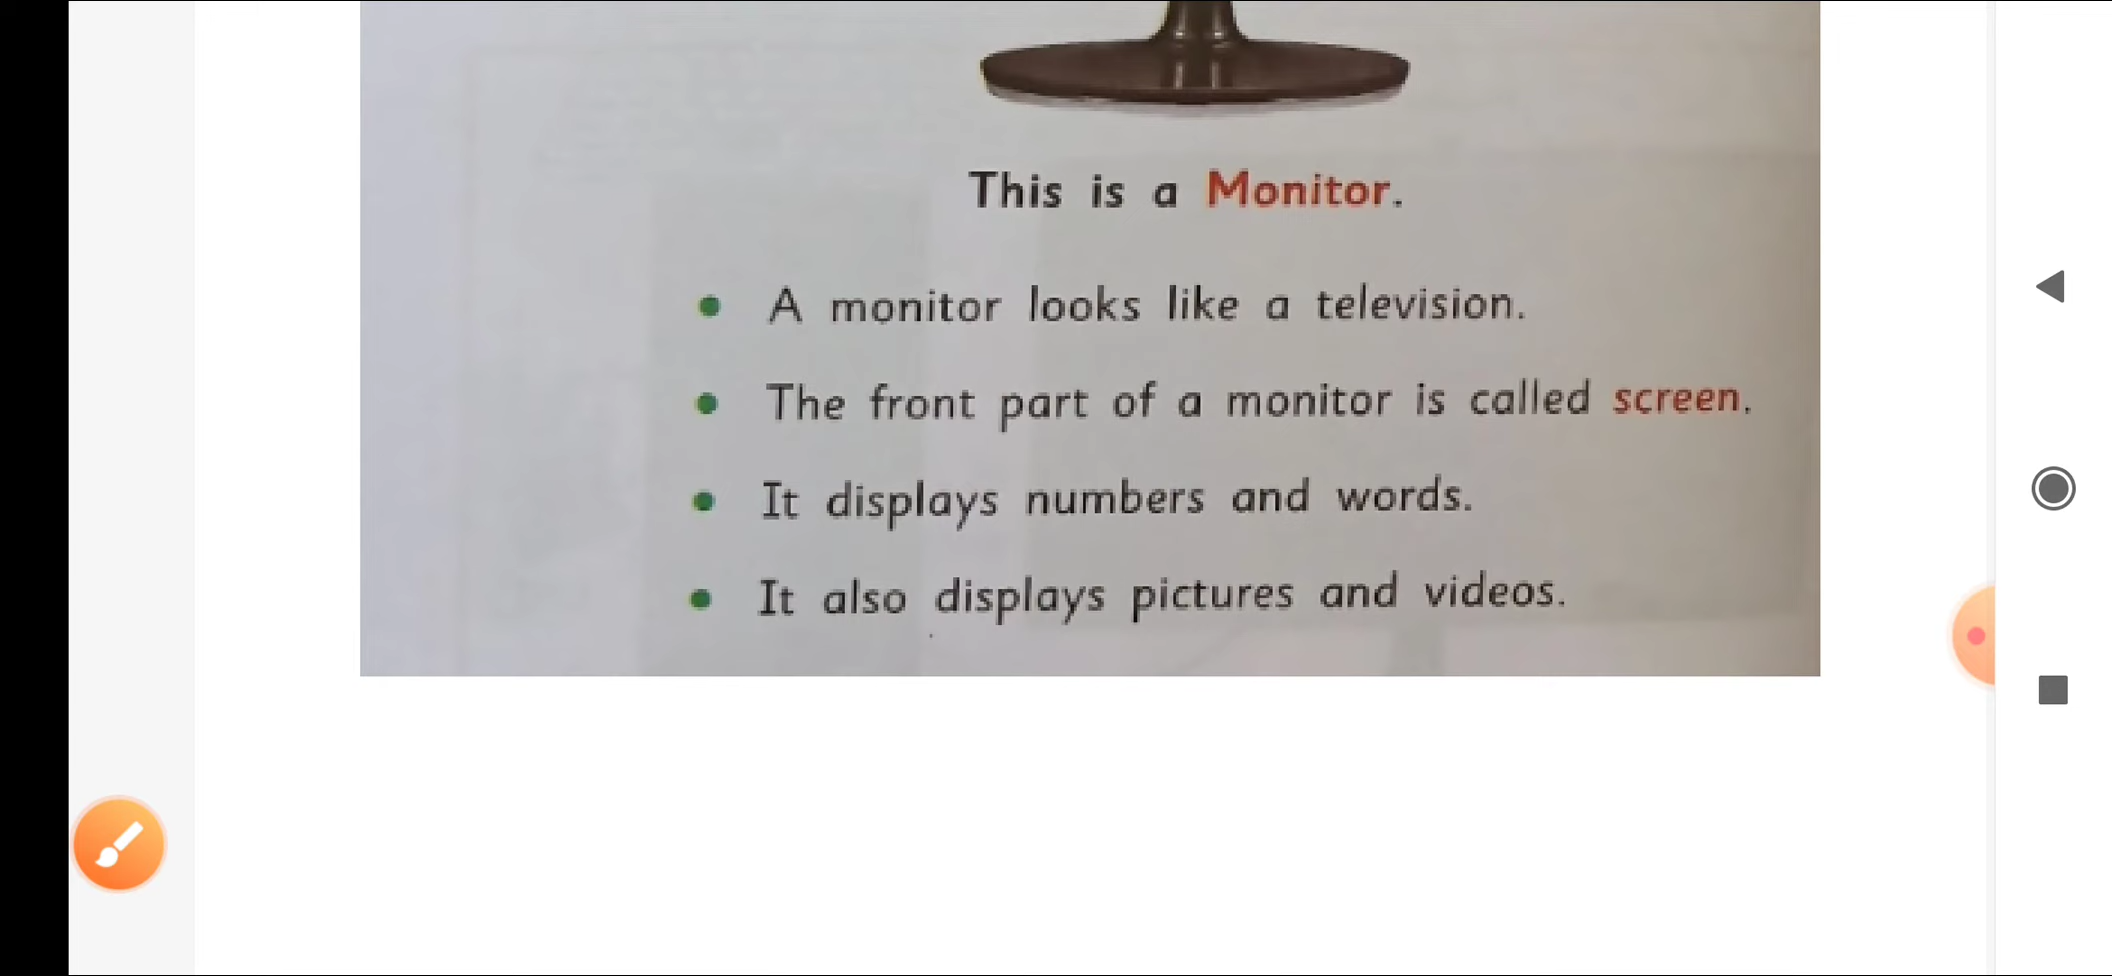 This is a Monitor.
• A monitor looks like a television.
• The front part of a monitor is called screen.
• It displays numbers and words.
• It also displays pictures and videos.